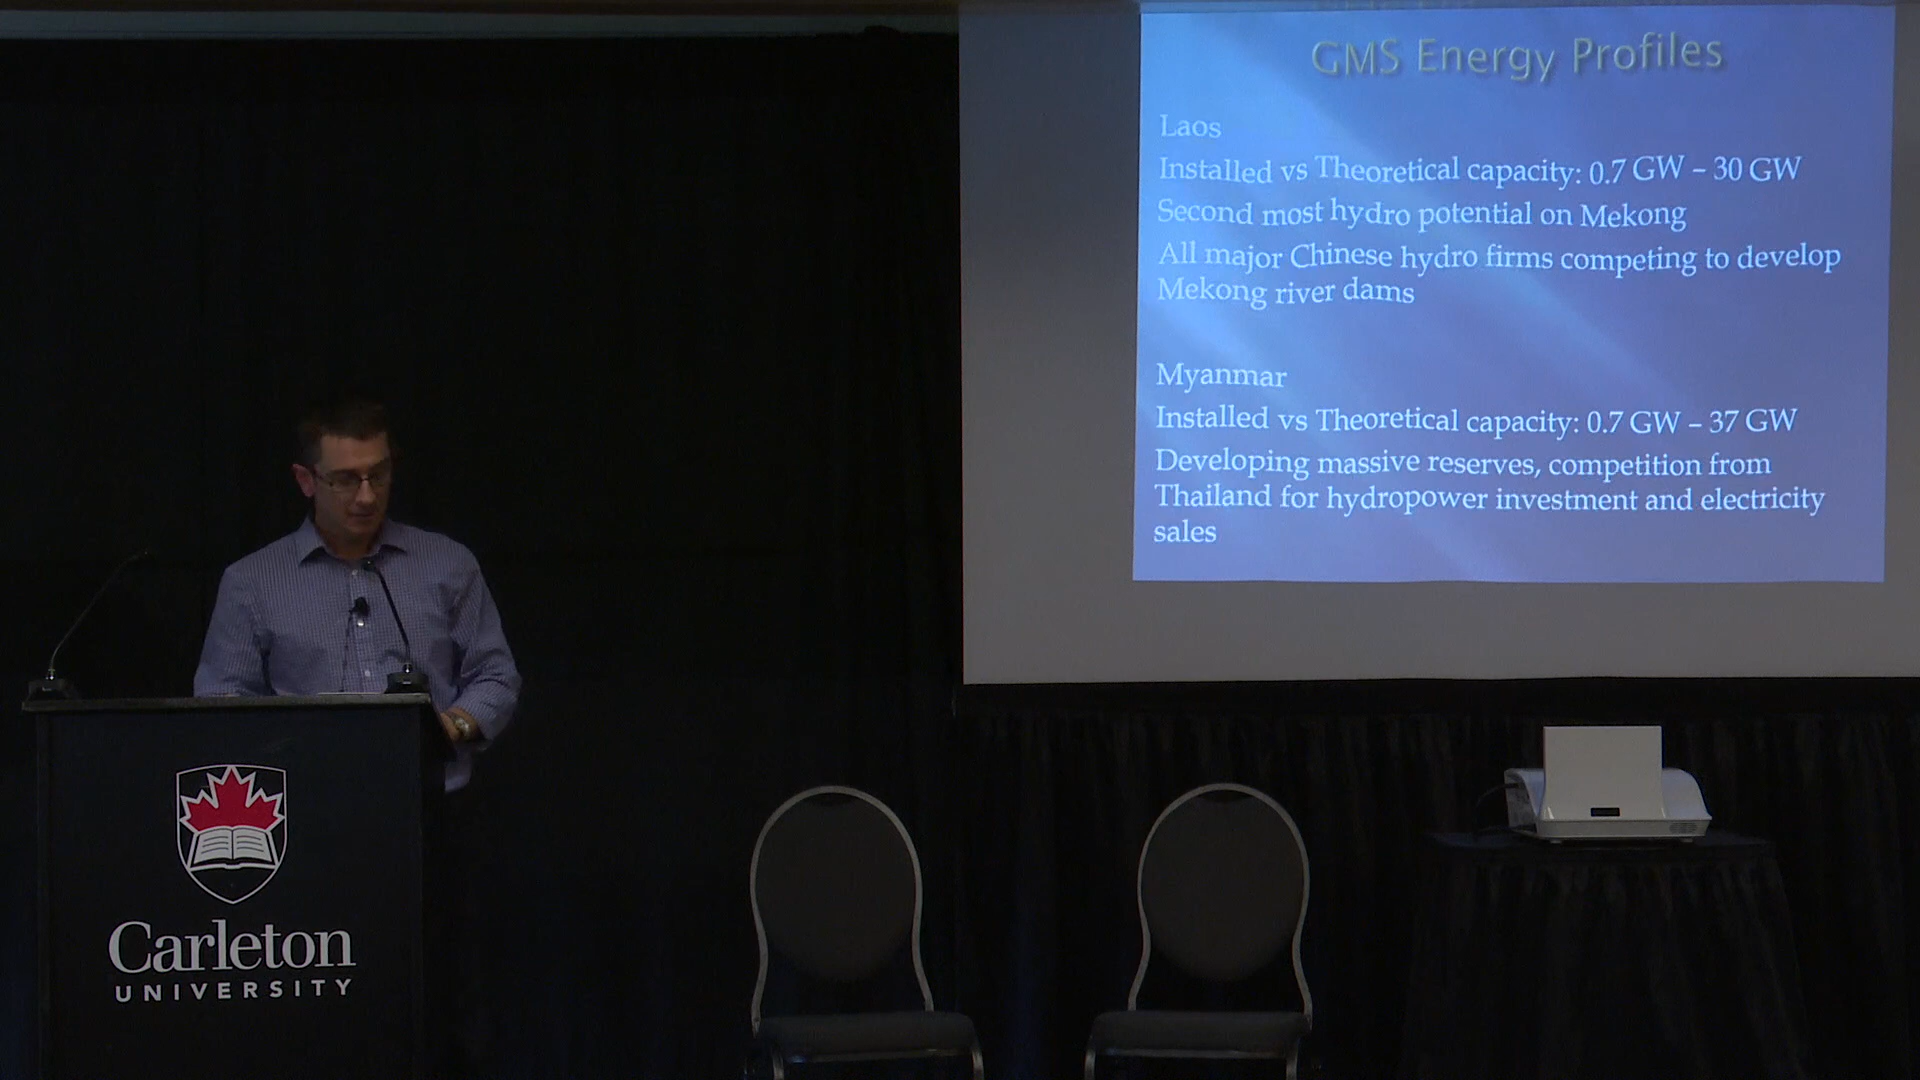 GMS Energy Profiles
Laos
Installed vs Theoretical capacity: 0.7 GW – 30 GW
Second most hydro potential on Mekong
All major Chinese hydro firms competing to develop
Mekong river dams
Myanmar
Installed vs Theoretical capacity: 0.7 GW – 37 GW
Developing massive reserves, competition from
Thailand for hydropower investment and electricity
sales
Carleton
UNIVERSITY